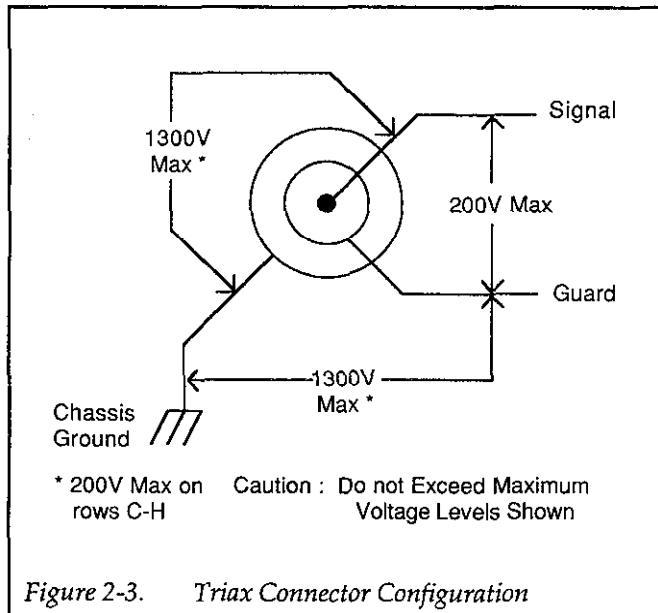 Signal
1300V
Max *
200V Max
Guard
1300V
Max *
Chassis
Ground
* 200V Max on
rows C-H
Caution : Do not Exceed Maximum
Voltage Levels Shown
Figure 2-3. Triax Connector Configuration